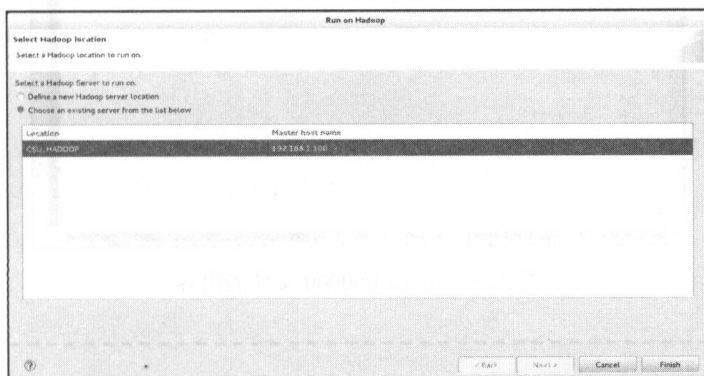 Run on Hadoop
Select Hadoop location
Select a Hadoop location to run on.
Select a Hadoop Server to run on.
Define a new Hadoop server location
Choose an existing server from the list below
Location Master host name
CSU_HADOOP 192.168.1.100
< Back Next > Cancel Finish